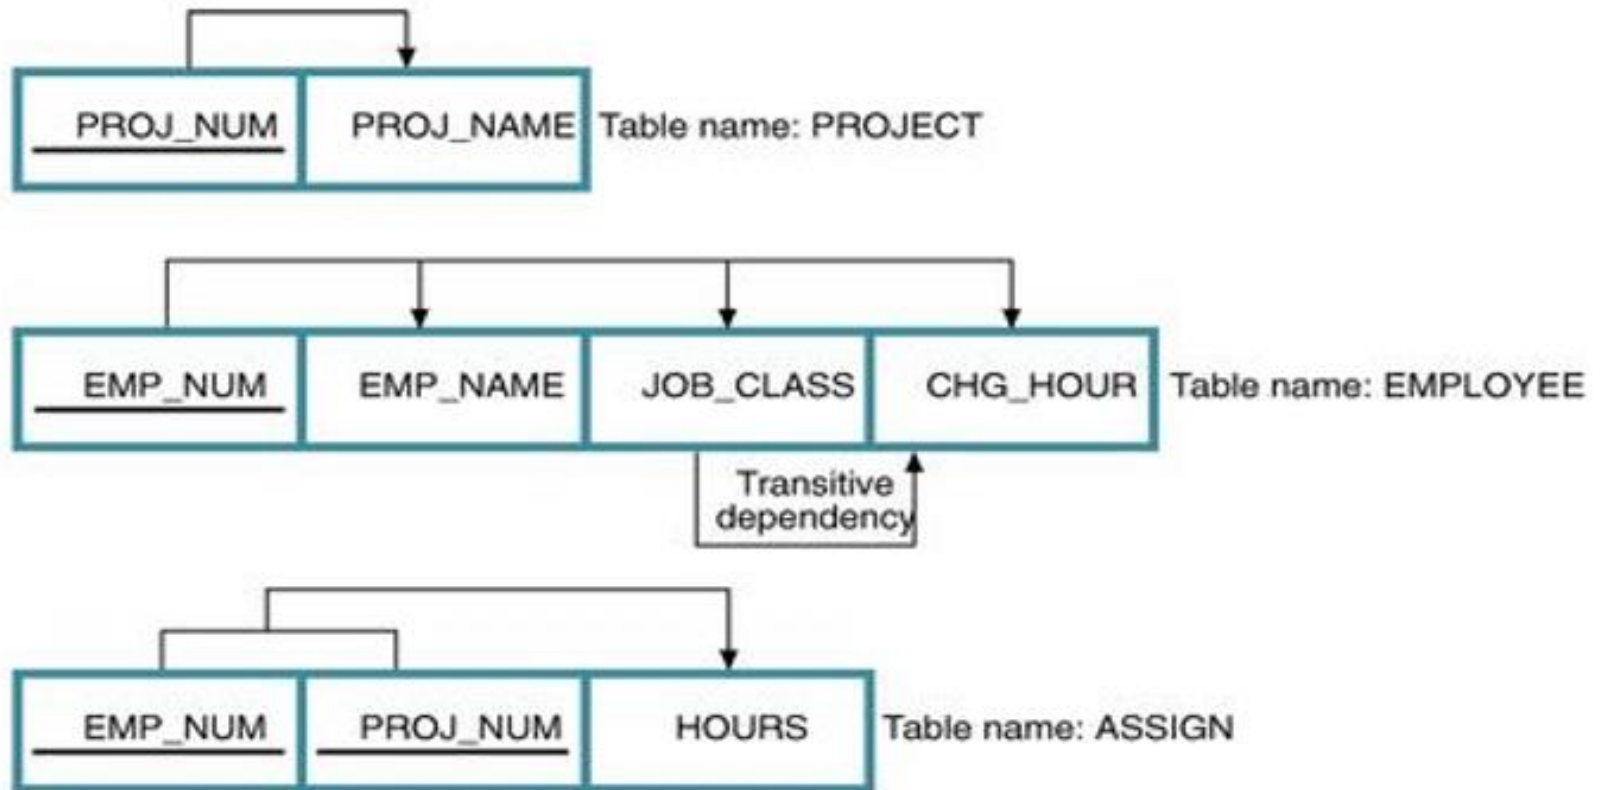 PROJ_NUM PROJ_NAME Table name: PROJECT
EMP_NUM EMP_NAME JOB_CLASS CHG_HOUR Table name: EMPLOYEE
Transitive
dependency
EMP_NUM PROJ_NUM HOURS Table name: ASSIGN